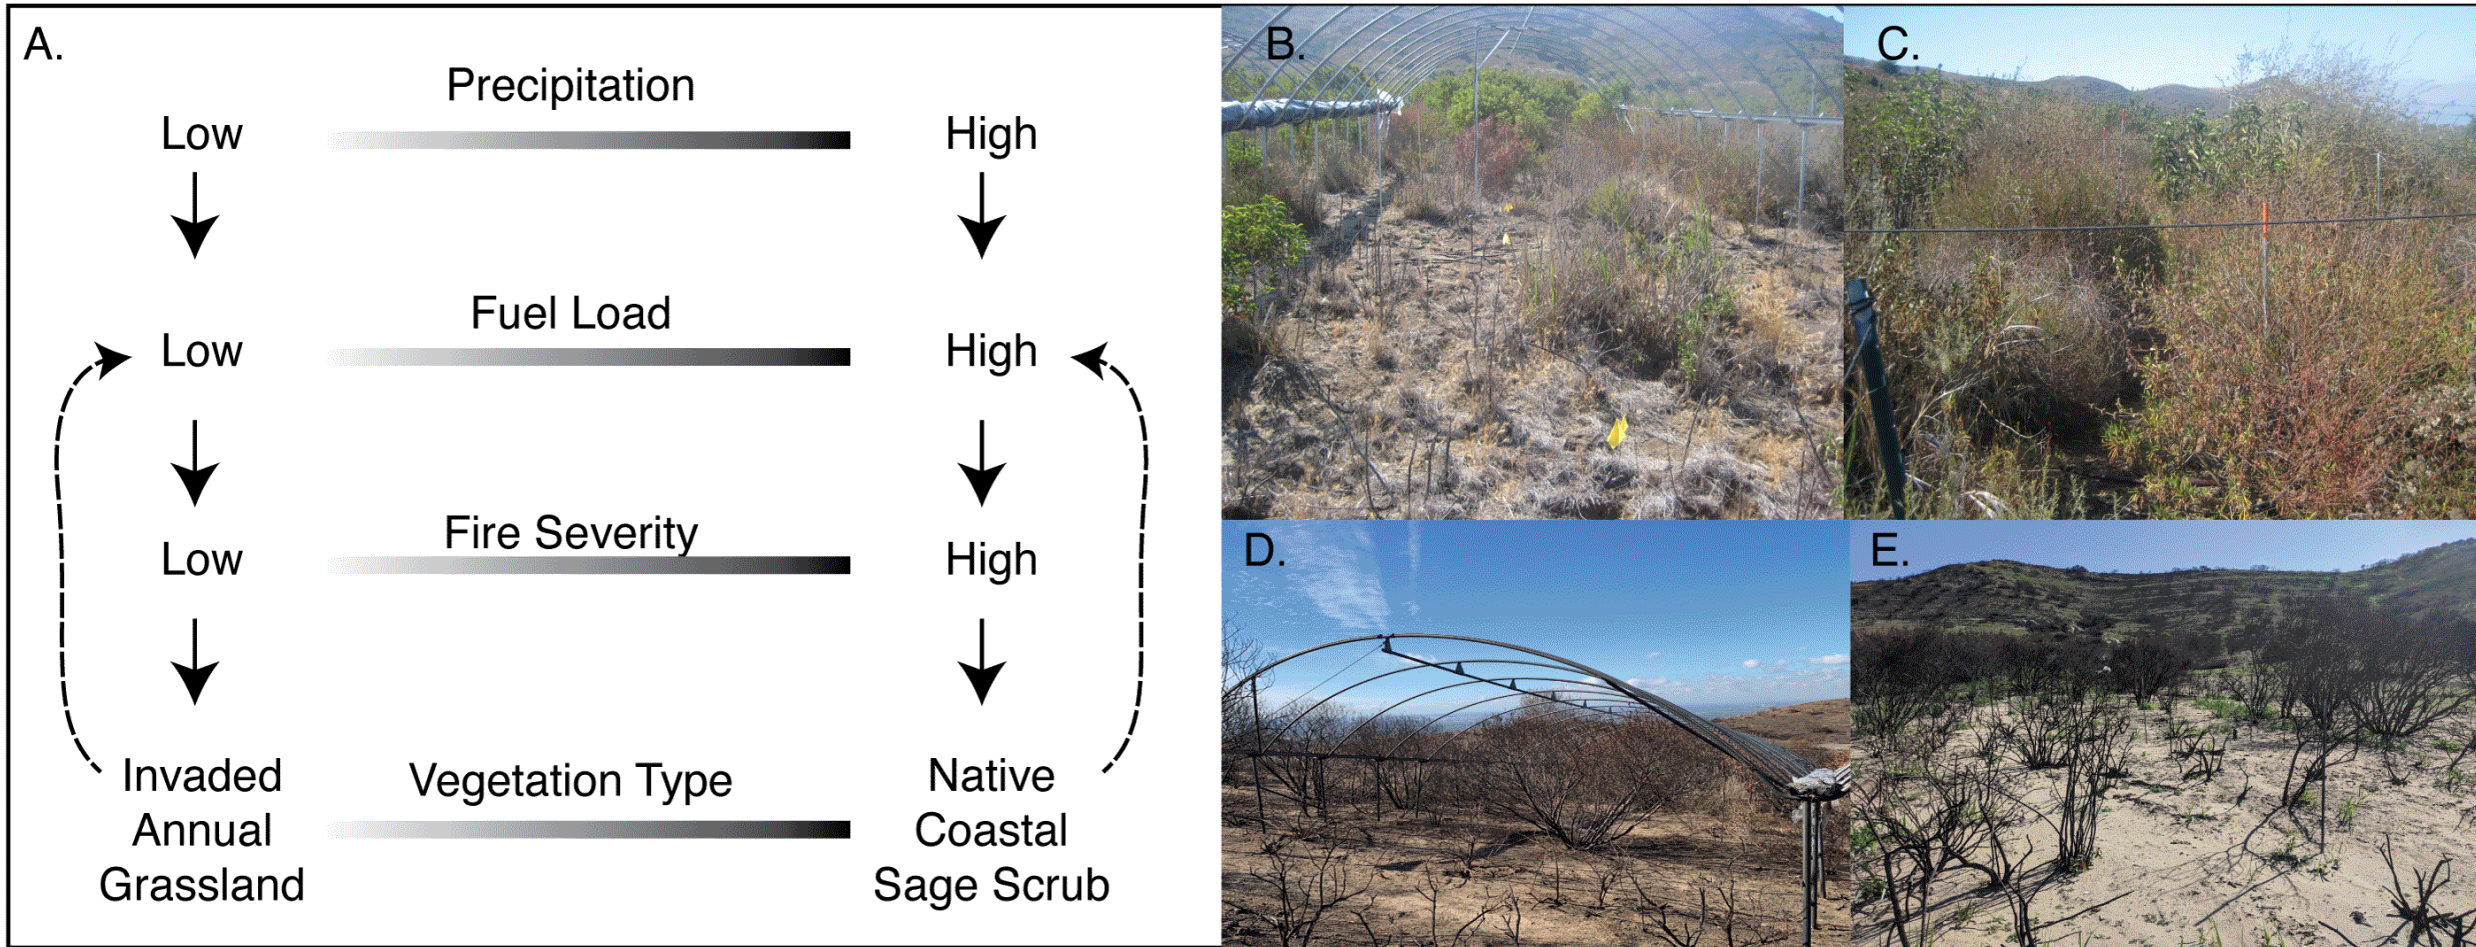 A.
Precipitation
Low
High
Fuel Load
Low
High
Fire Severity
Low
High
Invaded
Annual
Grassland
Vegetation Type
Native
Coastal
Sage Scrub
B.
C.
D.
E.